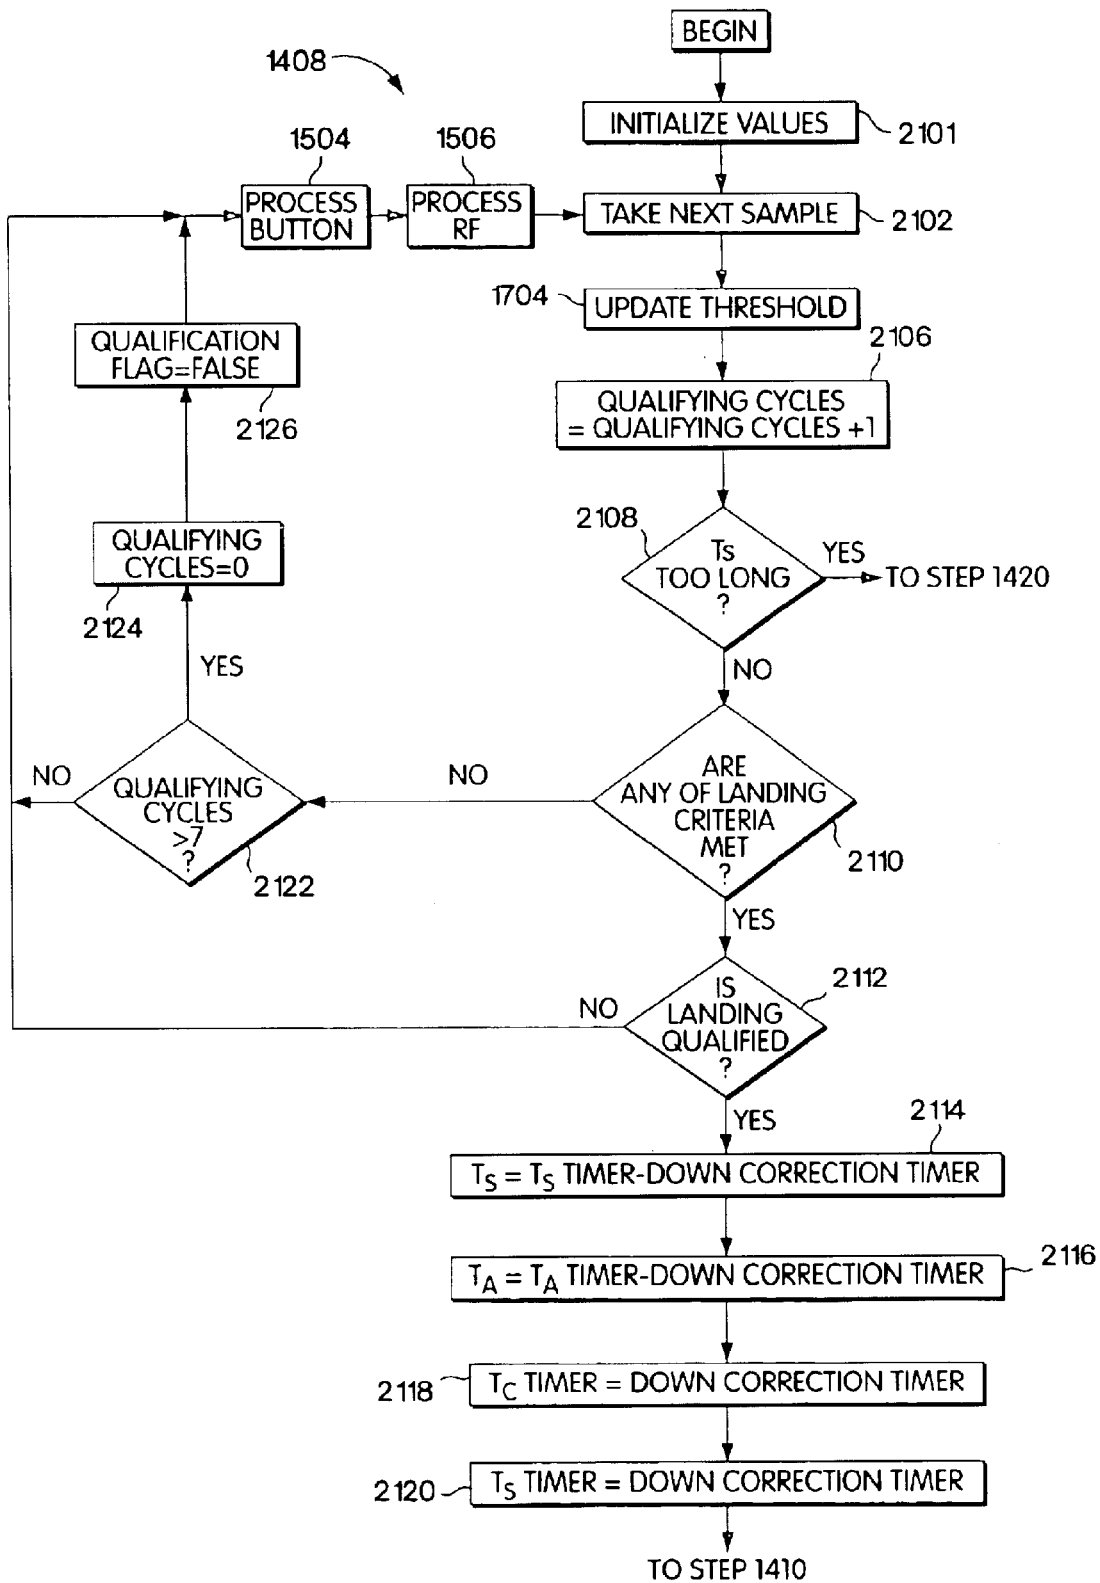 BEGIN
1408
INITIALIZE VALUES
2101
1504
1506
PROCESS
BUTTON
PROCESS
RF
TAKE NEXT SAMPLE
2102
1704
UPDATE THRESHOLD
2106
QUALIFICATION
FLAG=FALSE
2126
QUALIFYING CYCLES
= QUALIFYING CYCLES +1
2108
Ts
TOO LONG
?
YES
TO STEP 1420
QUALIFYING
CYCLES=0
2124
YES
NO
NO
QUALIFYING
CYCLES
>7
?
2122
NO
ARE
ANY OF LANDING
CRITERIA
MET
?
2110
YES
NO
IS
LANDING
QUALIFIED
?
2112
YES
2114
TS = TS TIMER-DOWN CORRECTION TIMER
TA = TA TIMER-DOWN CORRECTION TIMER
2116
2118
TC TIMER = DOWN CORRECTION TIMER
2120
TS TIMER = DOWN CORRECTION TIMER
TO STEP 1410